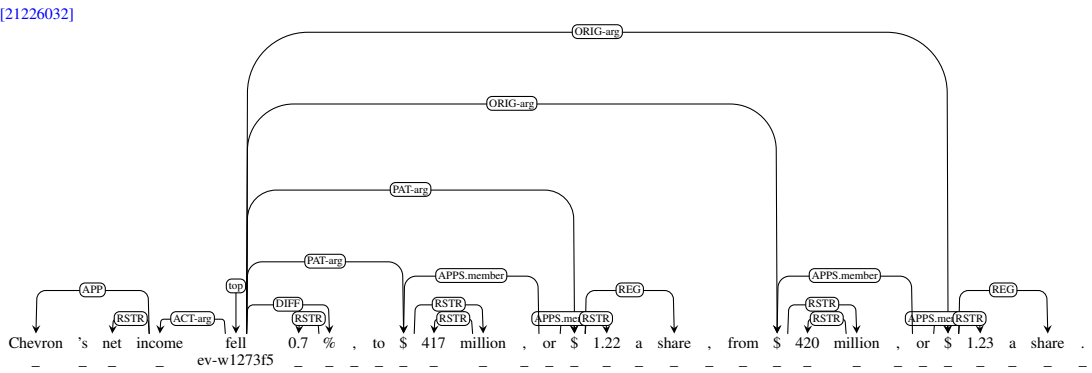 [21226032]
ORIG-arg
ORIG-arg
PAT-arg
PAT-arg
APPS.member APPS.member
top
APP REG REG
DIFF RSTR RSTR
RSTR ACT-arg RSTR RSTR RSTR RSTR RSTR
Chevron 's net income fell 0.7 % , to $ 417 million , or $ 1.22 a share , from $ 420 million , or $ 1.23 a share .
_ _ _ _ ev-w1273f5 _ _ _ _ _ _ _ _ _ _ _ _ _ _ _ _ _ _ _ _ _ _ _ _ _